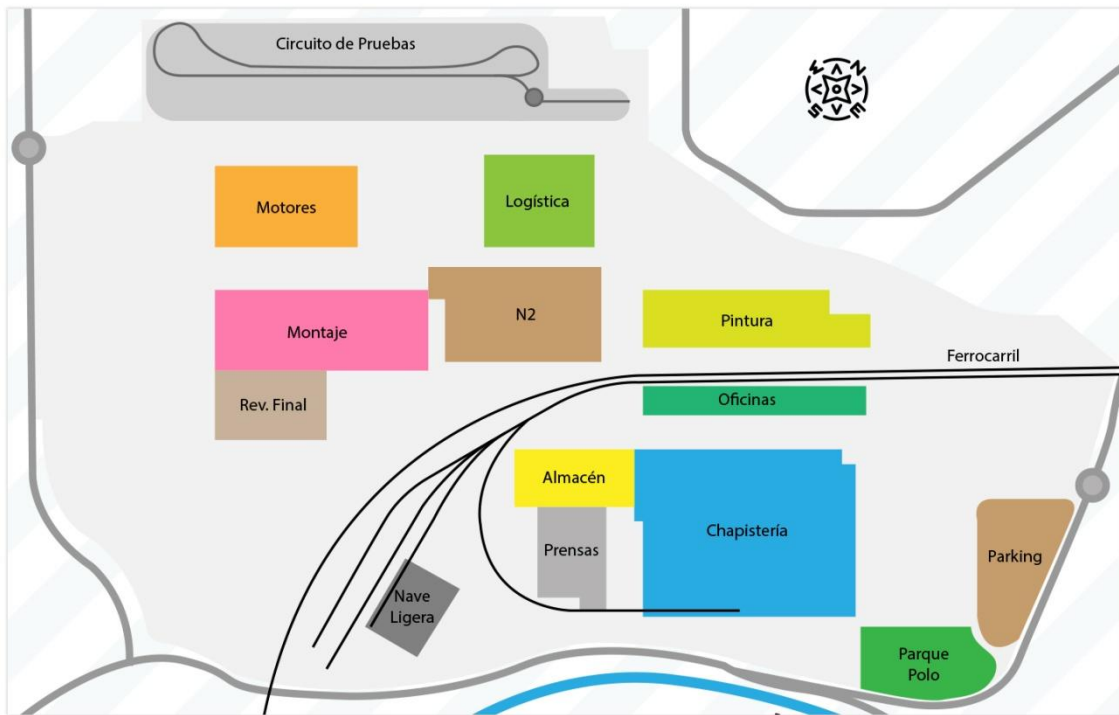 Circuito de Pruebas
W N
S E
Motores
Logística
Montaje
N2
Pintura
Ferrocarril
Rev. Final
Oficinas
Almacén
Chapistería
Prensas
Parking
Nave
Ligera
Parque
Polo